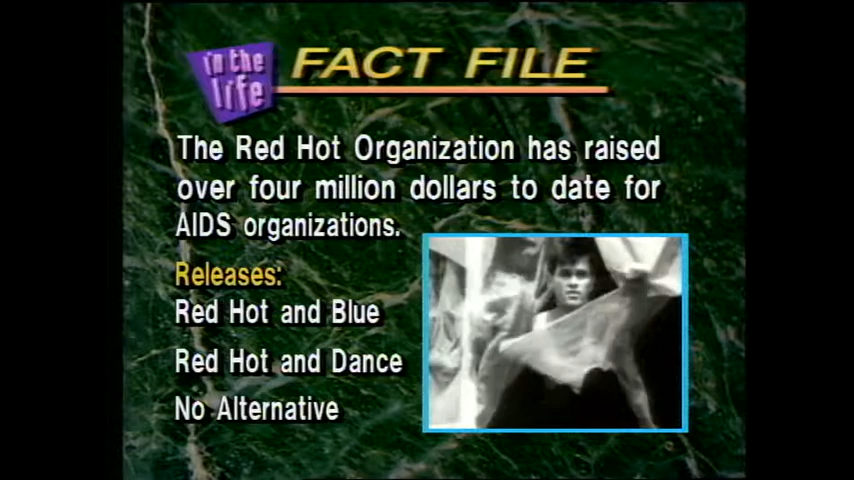 in the
life
FACT FILE
The Red Hot Organization has raised
over four million dollars to date for
AIDS organizations.
Releases:
Red Hot and Blue
Red Hot and Dance
No Alternative